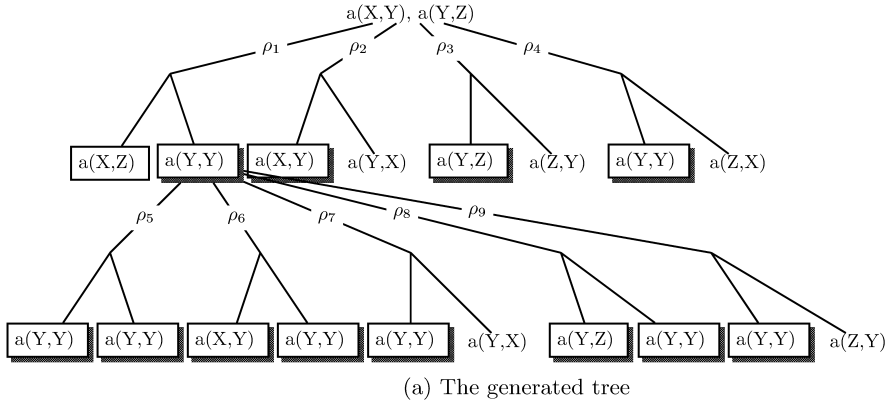 a(X,Y), a(Y,Z)
ρ1 ρ2 ρ3 ρ4
a(X,Z) a(Y,Y) a(X,Y) a(Y,X) a(Y,Z) a(Z,Y) a(Y,Y) a(Z,X)
ρ5 ρ6 ρ7 ρ8 ρ9
a(Y,Y) a(Y,Y) a(X,Y) a(Y,Y) a(Y,Y) a(Y,X) a(Y,Z) a(Y,Y) a(Y,Y) a(Z,Y)
(a) The generated tree